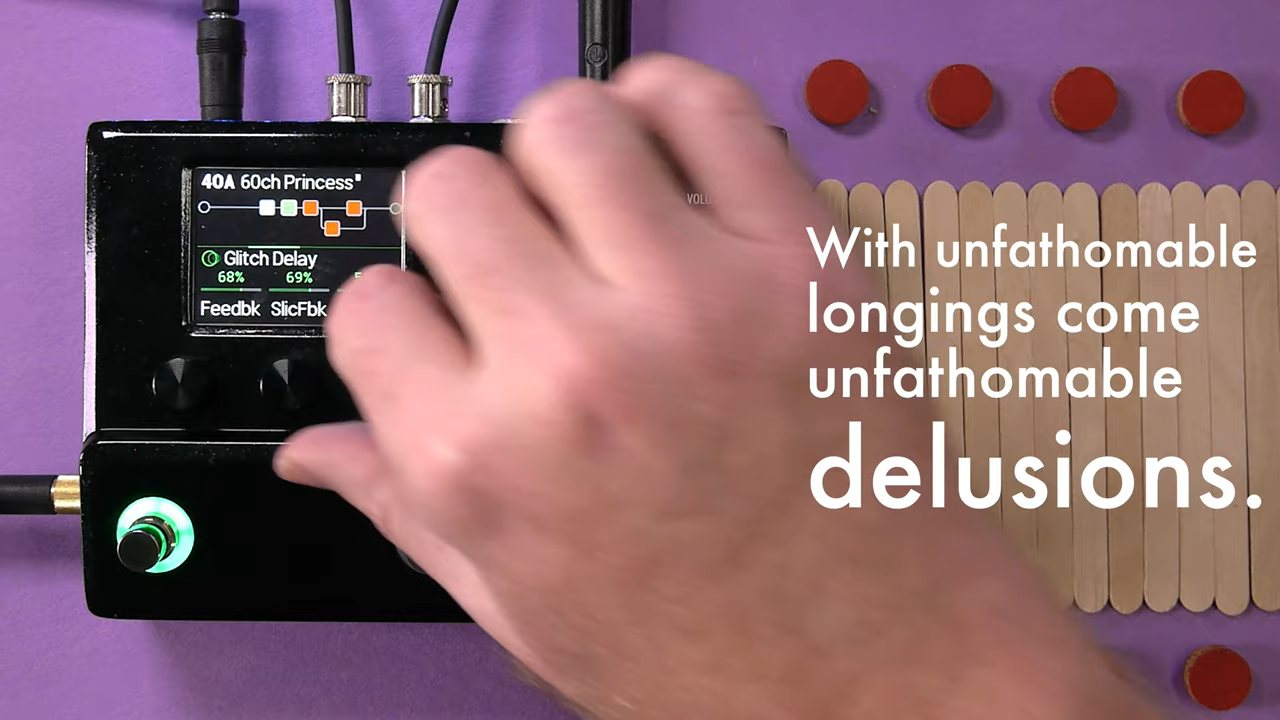 40A 60ch Princess
Glitch Delay
68% 69%
Feedbk SlicFbk
With unfathomable
longings come
unfathomable
delusions.